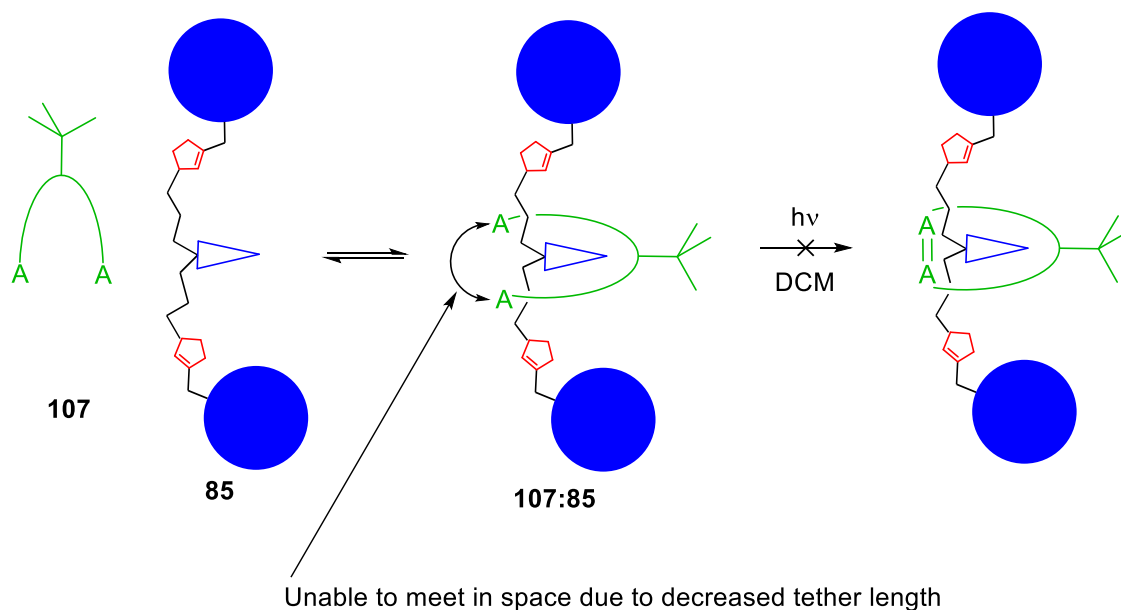 A
A
A
A
hν
DCM
A
A
107
85
107:85
Unable to meet in space due to decreased tether length